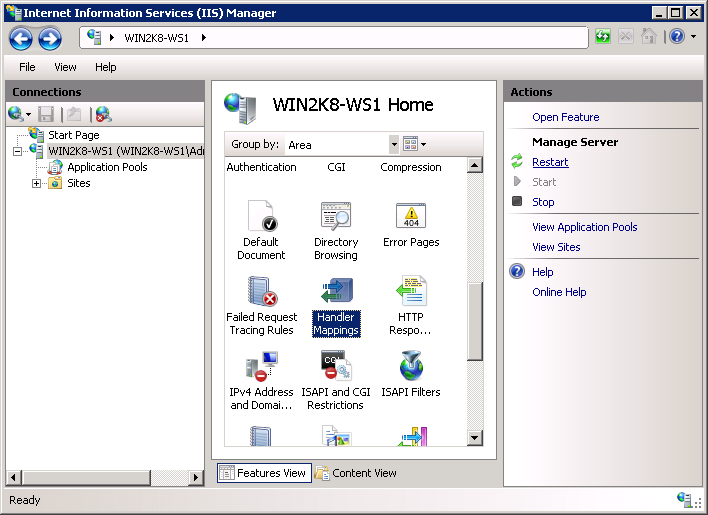 Internet Information Services (IIS) Manager
WIN2K8-WS1
File View Help
Connections
Start Page
WIN2K8-WS1 (WIN2K8-WS1\Adr
Application Pools
Sites
WIN2K8-WS1 Home
Group by: Area
Authentication CGI Compression
404
Default Document
Directory Browsing
Error Pages
Failed Request Tracing Rules
Handler Mappings
HTTP Respo...
CGI
IPv4 Address and Domai...
ISAPI and CGI Restrictions
ISAPI Filters
Features View Content View
Actions
Open Feature
Manage Server
Restart
Start
Stop
View Application Pools
View Sites
Help
Online Help
Ready